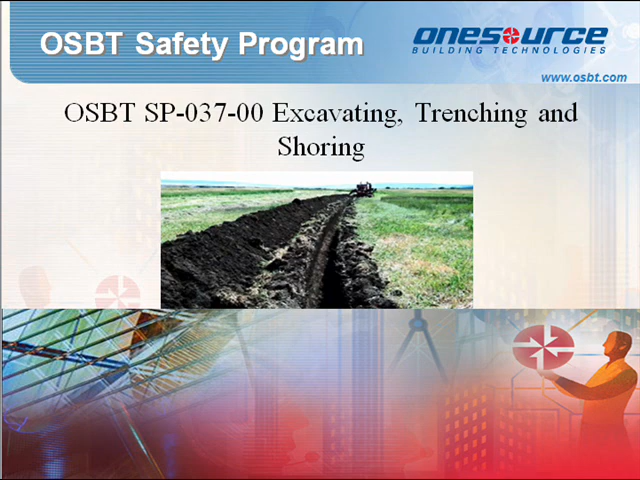 OSBT Safety Program
onesource
BUILDING TECHNOLOGIES
www.osbt.com
OSBT SP-037-00 Excavating, Trenching and
Shoring